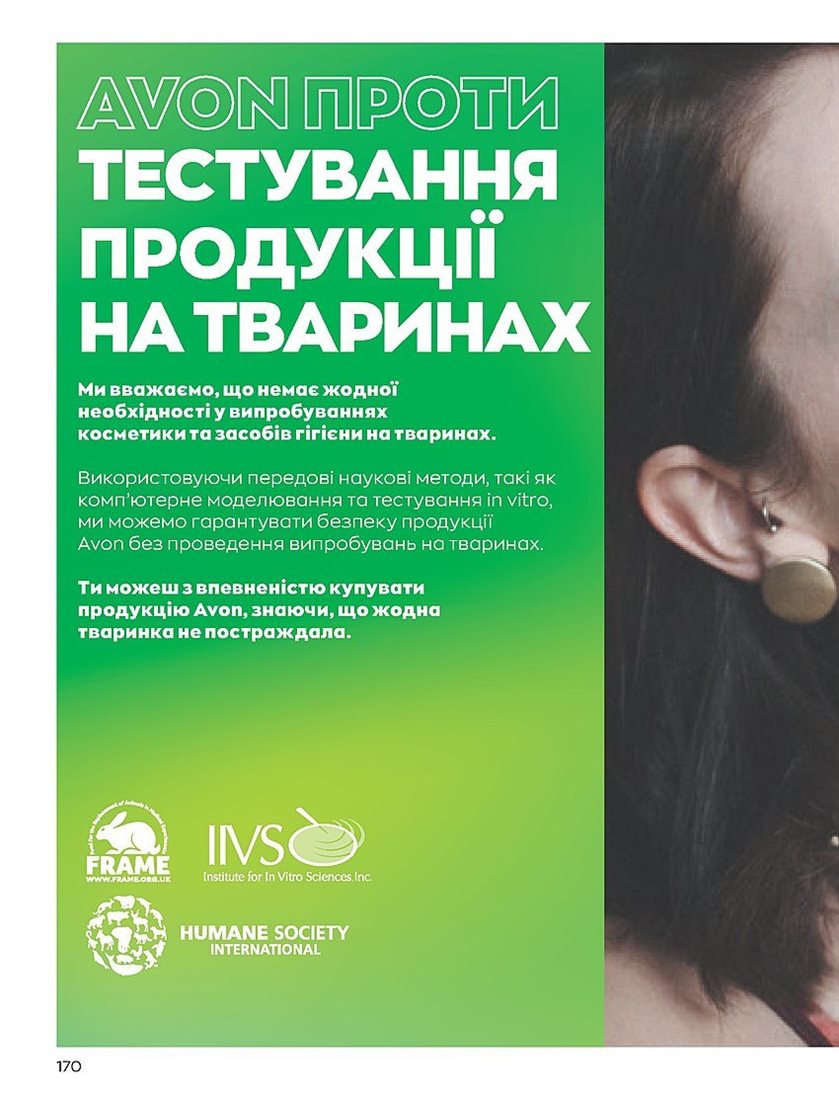 AVON ПРОТИ
ТЕСТУВАННЯ
ПРОДУКЦІЇ
НА ТВАРИНАХ
Ми вважаємо, що немає жодної
необхідності у випробуваннях
косметики та засобів гігієни на тваринах.
Використовуючи передові наукові методи, такі як
комп'ютерне моделювання та тестування in vitro,
ми можемо гарантувати безпеку продукції
Avon без проведення випробувань на тваринах.
Ти можеш з впевненістю купувати
продукцію Avon, знаючи, що жодна
тваринка не постраждала.
FRAME
WWW.FRAME.ORG.UK
IIVS
Institute for In Vitro Sciences, Inc.
HUMANE SOCIETY
INTERNATIONAL
170